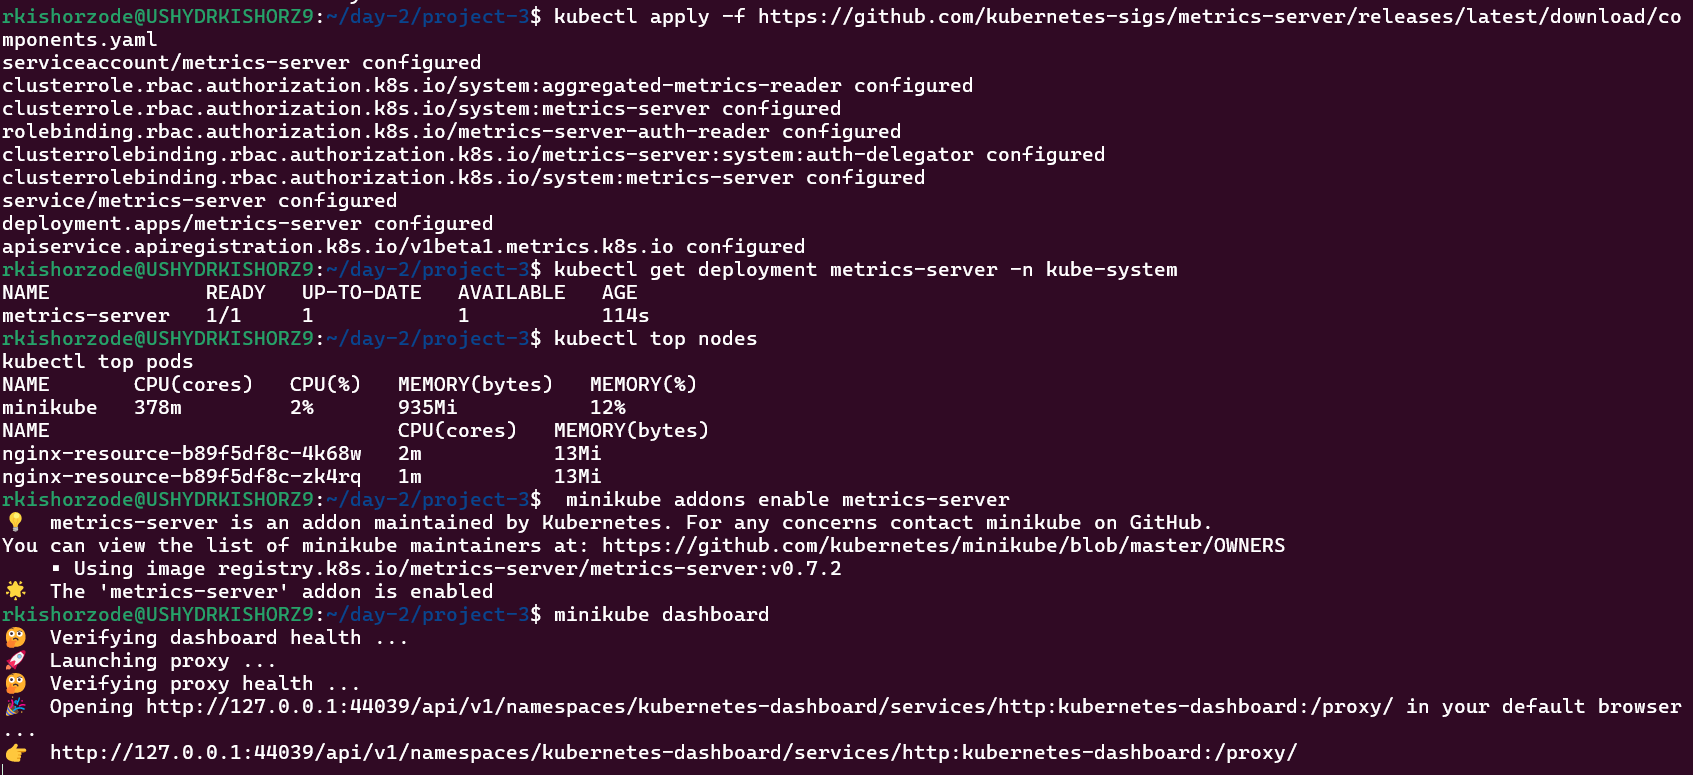 rkishorzode@USHYDRKISHORZ9:~/day-2/project-3$ kubectl apply -f https://github.com/kubernetes-sigs/metrics-server/releases/latest/download/co
mponents.yaml
serviceaccount/metrics-server configured
clusterrole.rbac.authorization.k8s.io/system:aggregated-metrics-reader configured
clusterrole.rbac.authorization.k8s.io/system:metrics-server configured
rolebinding.rbac.authorization.k8s.io/metrics-server-auth-reader configured
clusterrolebinding.rbac.authorization.k8s.io/metrics-server:system:auth-delegator configured
clusterrolebinding.rbac.authorization.k8s.io/system:metrics-server configured
service/metrics-server configured
deployment.apps/metrics-server configured
apiservice.apiregistration.k8s.io/v1beta1.metrics.k8s.io configured
rkishorzode@USHYDRKISHORZ9:~/day-2/project-3$ kubectl get deployment metrics-server -n kube-system
NAME             READY   UP-TO-DATE   AVAILABLE   AGE
metrics-server   1/1     1            1           114s
rkishorzode@USHYDRKISHORZ9:~/day-2/project-3$ kubectl top nodes
kubectl top pods
NAME       CPU(cores)   CPU(%)   MEMORY(bytes)   MEMORY(%)
minikube   378m         2%       935Mi           12%
NAME                             CPU(cores)   MEMORY(bytes)
nginx-resource-b89f5df8c-4k68w   2m           13Mi
nginx-resource-b89f5df8c-zk4rq   1m           13Mi
rkishorzode@USHYDRKISHORZ9:~/day-2/project-3$  minikube addons enable metrics-server
💡  metrics-server is an addon maintained by Kubernetes. For any concerns contact minikube on GitHub.
You can view the list of minikube maintainers at: https://github.com/kubernetes/minikube/blob/master/OWNERS
    ▪ Using image registry.k8s.io/metrics-server/metrics-server:v0.7.2
🌟  The 'metrics-server' addon is enabled
rkishorzode@USHYDRKISHORZ9:~/day-2/project-3$ minikube dashboard
🤔  Verifying dashboard health ...
🚀  Launching proxy ...
🤔  Verifying proxy health ...
🎉  Opening http://127.0.0.1:44039/api/v1/namespaces/kubernetes-dashboard/services/http:kubernetes-dashboard:/proxy/ in your default browser
...
👉  http://127.0.0.1:44039/api/v1/namespaces/kubernetes-dashboard/services/http:kubernetes-dashboard:/proxy/